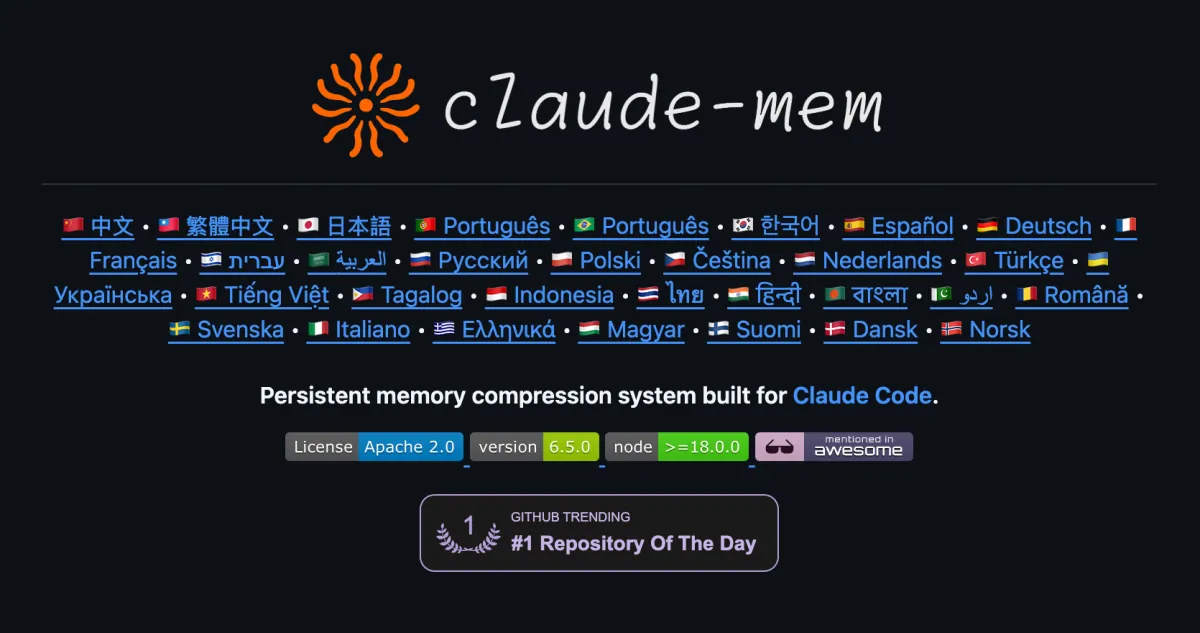 claude-mem
🇨🇳 中文 • 🇹🇼 繁體中文 • 🇯🇵 日本語 • 🇵🇹 Português • 🇧🇷 Português • 🇰🇷 한국어 • 🇪🇸 Español • 🇩🇪 Deutsch • 🇫🇷
Français • 🇮🇱 עברית • 🇸🇦 العربية • 🇷🇺 Русский • 🇵🇱 Polski • 🇨🇿 Čeština • 🇳🇱 Nederlands • 🇹🇷 Türkçe • 🇺🇦
Українська • 🇻🇳 Tiếng Việt • 🇵🇭 Tagalog • 🇮🇩 Indonesia • 🇹🇭 ไทย • 🇮🇳 हिन्दी • 🇧🇩 বাংলা • 🇵🇰 اردو • 🇷🇴 Română •
🇸🇪 Svenska • 🇮🇹 Italiano • 🇬🇷 Ελληνικά • 🇭🇺 Magyar • 🇫🇮 Suomi • 🇩🇰 Dansk • 🇳🇴 Norsk
Persistent memory compression system built for Claude Code.
License Apache 2.0 version 6.5.0 node >=18.0.0 mentioned in awesome
1 GITHUB TRENDING
#1 Repository Of The Day